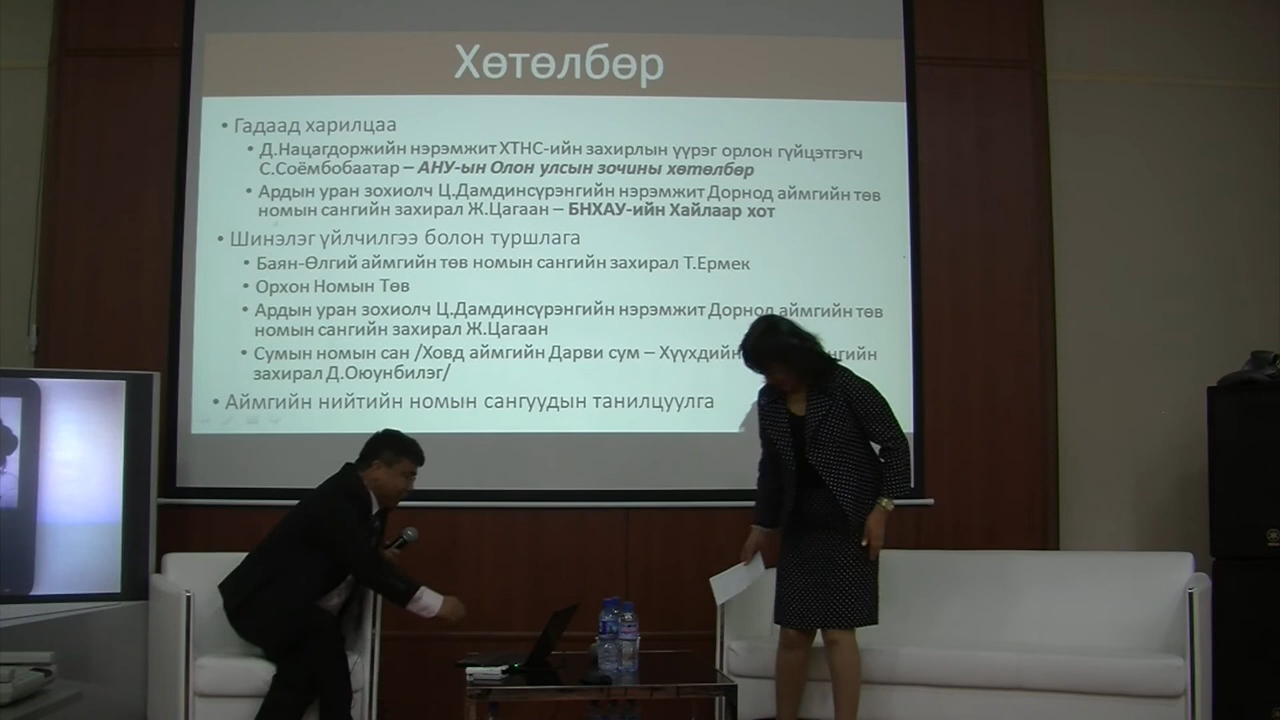 Хөтөлбөр
• Гадаад харилцаа
• Д.Нацагдоржийн нэрэмжит ХТНС-ийн захирлын үүрэг орлон гүйцэтгэгч
С.Соёмбобаатар – АНУ-ын Олон улсын зочины хөтөлбөр
• Ардын уран зохиолч Ц.Дамдинсүрэнгийн нэрэмжит Дорнод аймгийн төв
номын сангийн захирал Ж.Цагаан – БНХАУ-ийн Хайлаар хот
• Шинэлэг үйлчилгээ болон туршлага
• Баян-Өлгий аймгийн төв номын сангийн захирал Т.Ермек
• Орхон Номын Төв
• Ардын уран зохиолч Ц.Дамдинсүрэнгийн нэрэмжит Дорнод аймгийн төв
номын сангийн захирал Ж.Цагаан
• Сумын номын сан /Ховд аймгийн Дарви сум – Хүүхдийн
захирал Д.Оюунбилэг/
• Аймгийн нийтийн номын сангуудын танилцуулга